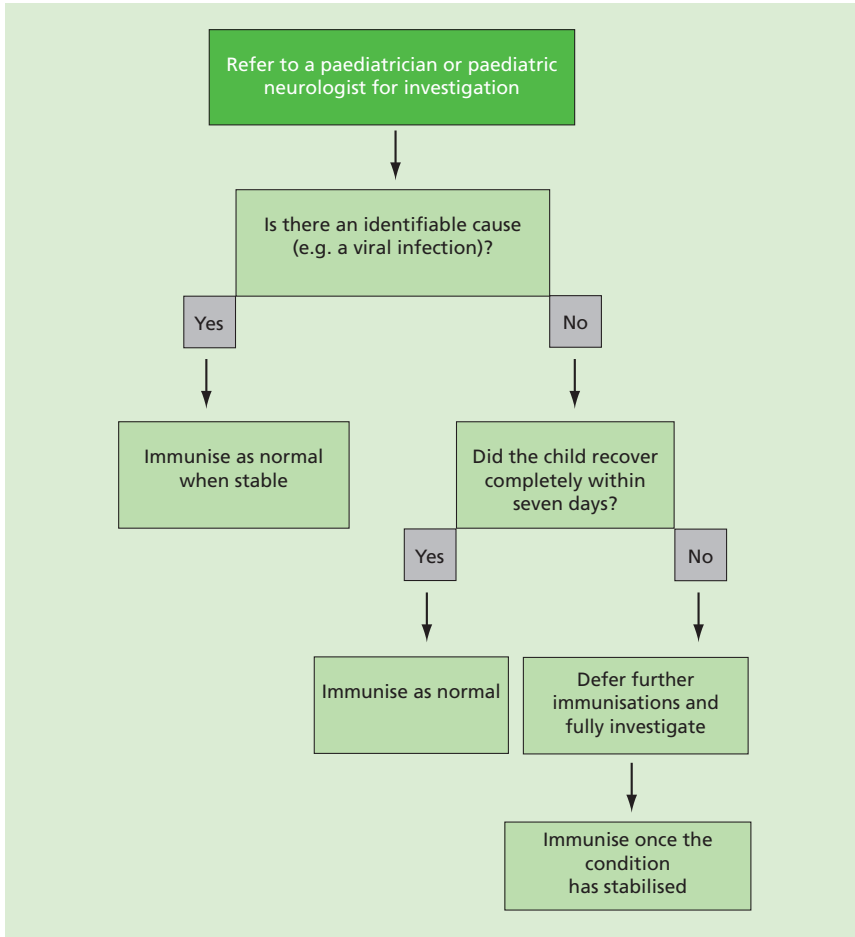 Refer to a paediatrician or paediatric
neurologist for investigation
Is there an identifiable cause
(e.g. a viral infection)?
Yes
No
Immunise as normal
when stable
Did the child recover
completely within
seven days?
Yes
No
Immunise as normal
Defer further
immunisations and
fully investigate
Immunise once the
condition
has stabilised